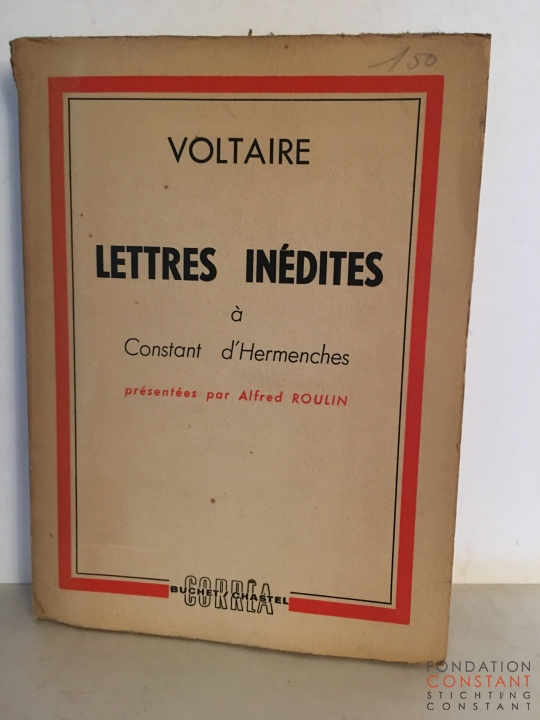 150
VOLTAIRE
LETTRES INÉDITES
à
Constant d'Hermenches
présentées par Alfred ROULIN
CORRÊA
BUCHET/CHASTEL
FONDATION
CONSTANT
STICHTING
CONSTANT